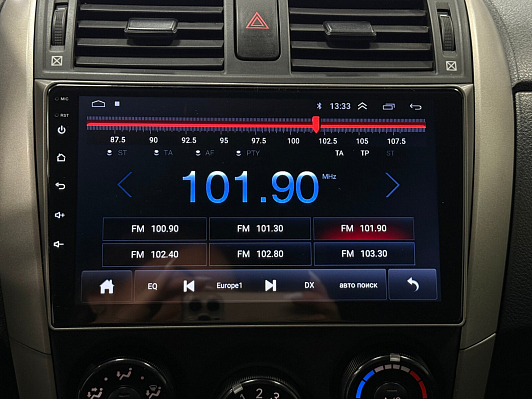 MIC
RST
13:33
87.5 90 92.5 95 97.5 100 102.5 105 107.5
ST TA AF PTY TA TP ST
101.90 MHz
FM 100.90 FM 101.30 FM 101.90
FM 102.40 FM 102.80 FM 103.30
EQ Europe1 DX авто поиск